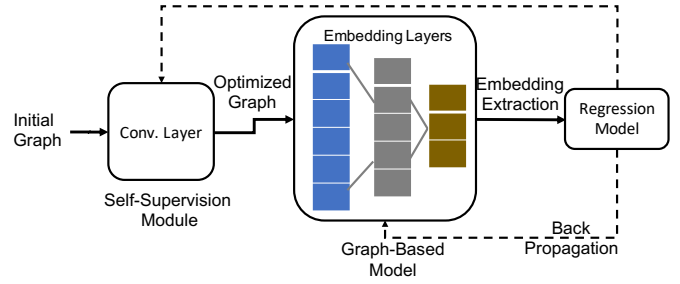 Initial
Graph
Conv. Layer
Self-Supervision
Module
Optimized
Graph
Embedding Layers
Graph-Based
Model
Embedding
Extraction
Regression
Model
Back
Propagation